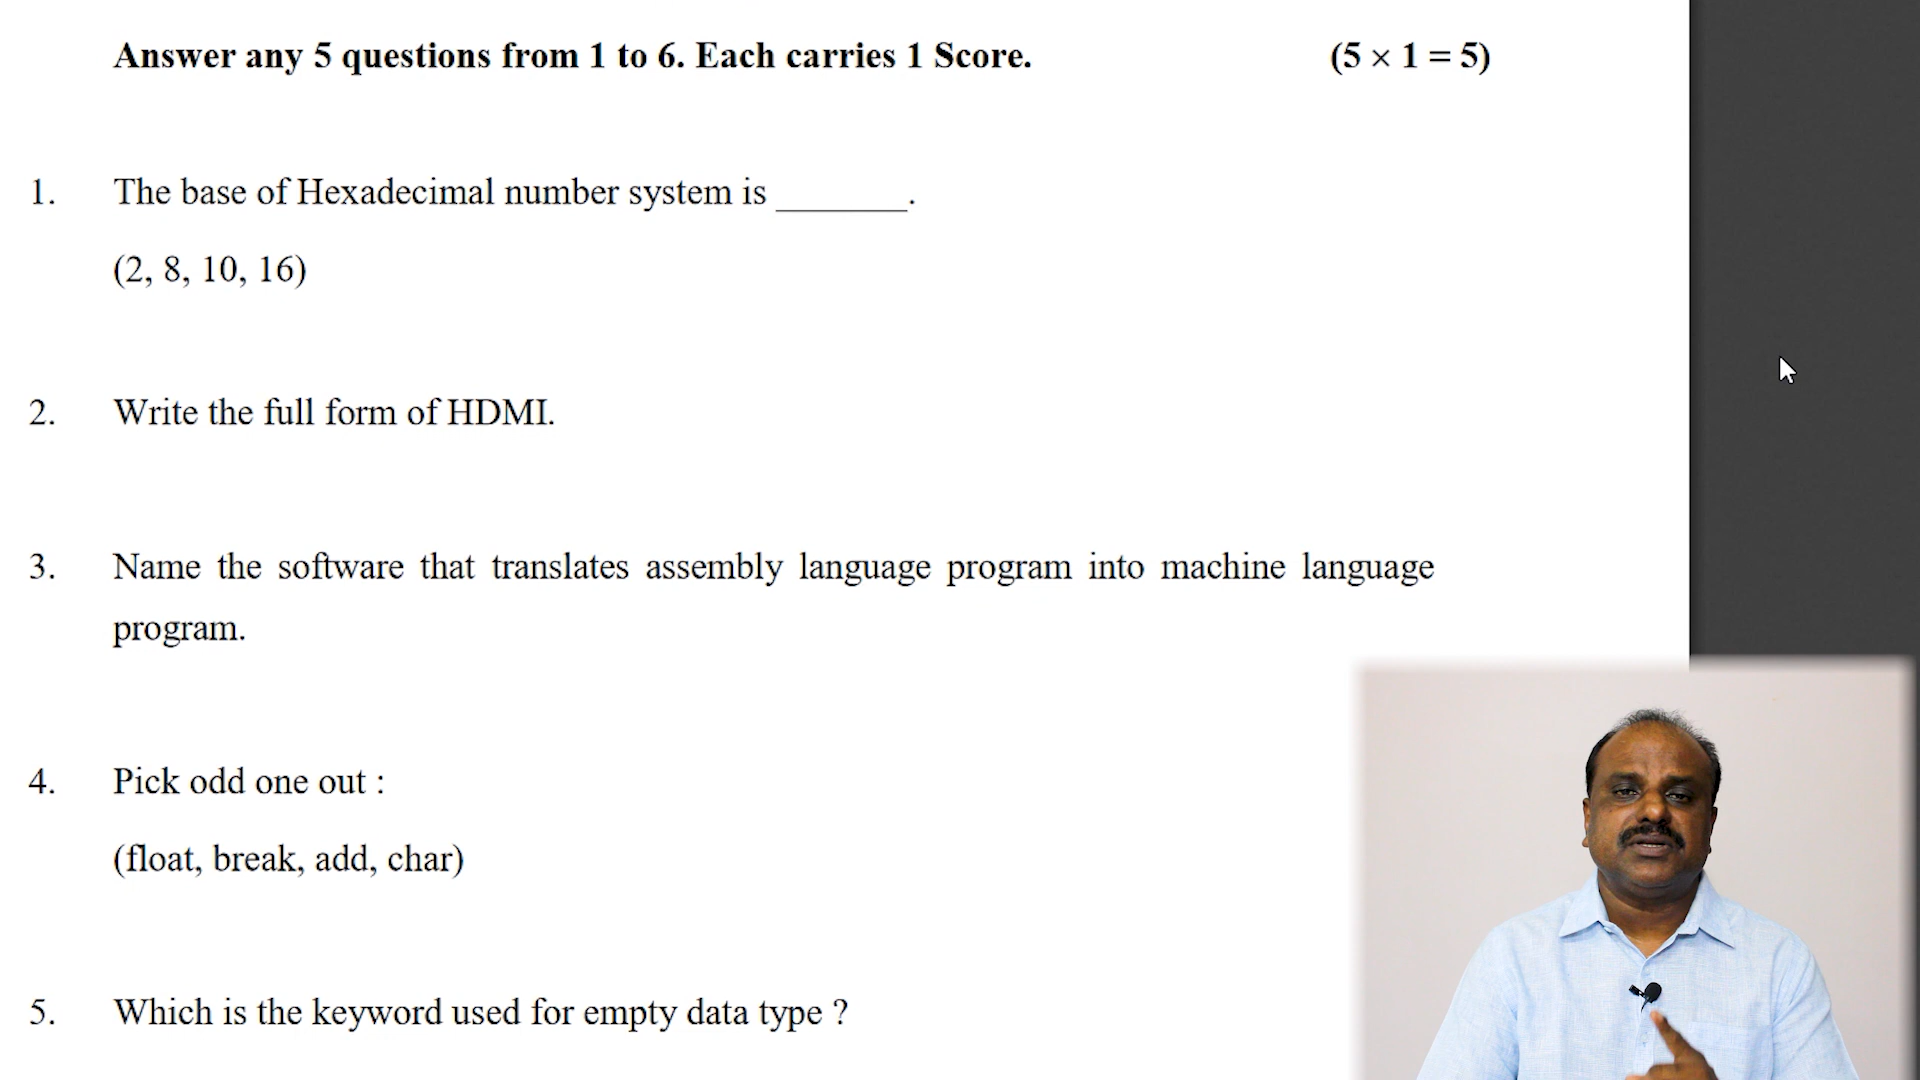 Answer any 5 questions from 1 to 6. Each carries 1 Score. (5 × 1 = 5)
1. The base of Hexadecimal number system is _______.
(2, 8, 10, 16)
2. Write the full form of HDMI.
3. Name the software that translates assembly language program into machine language
program.
4. Pick odd one out :
(float, break, add, char)
5. Which is the keyword used for empty data type ?